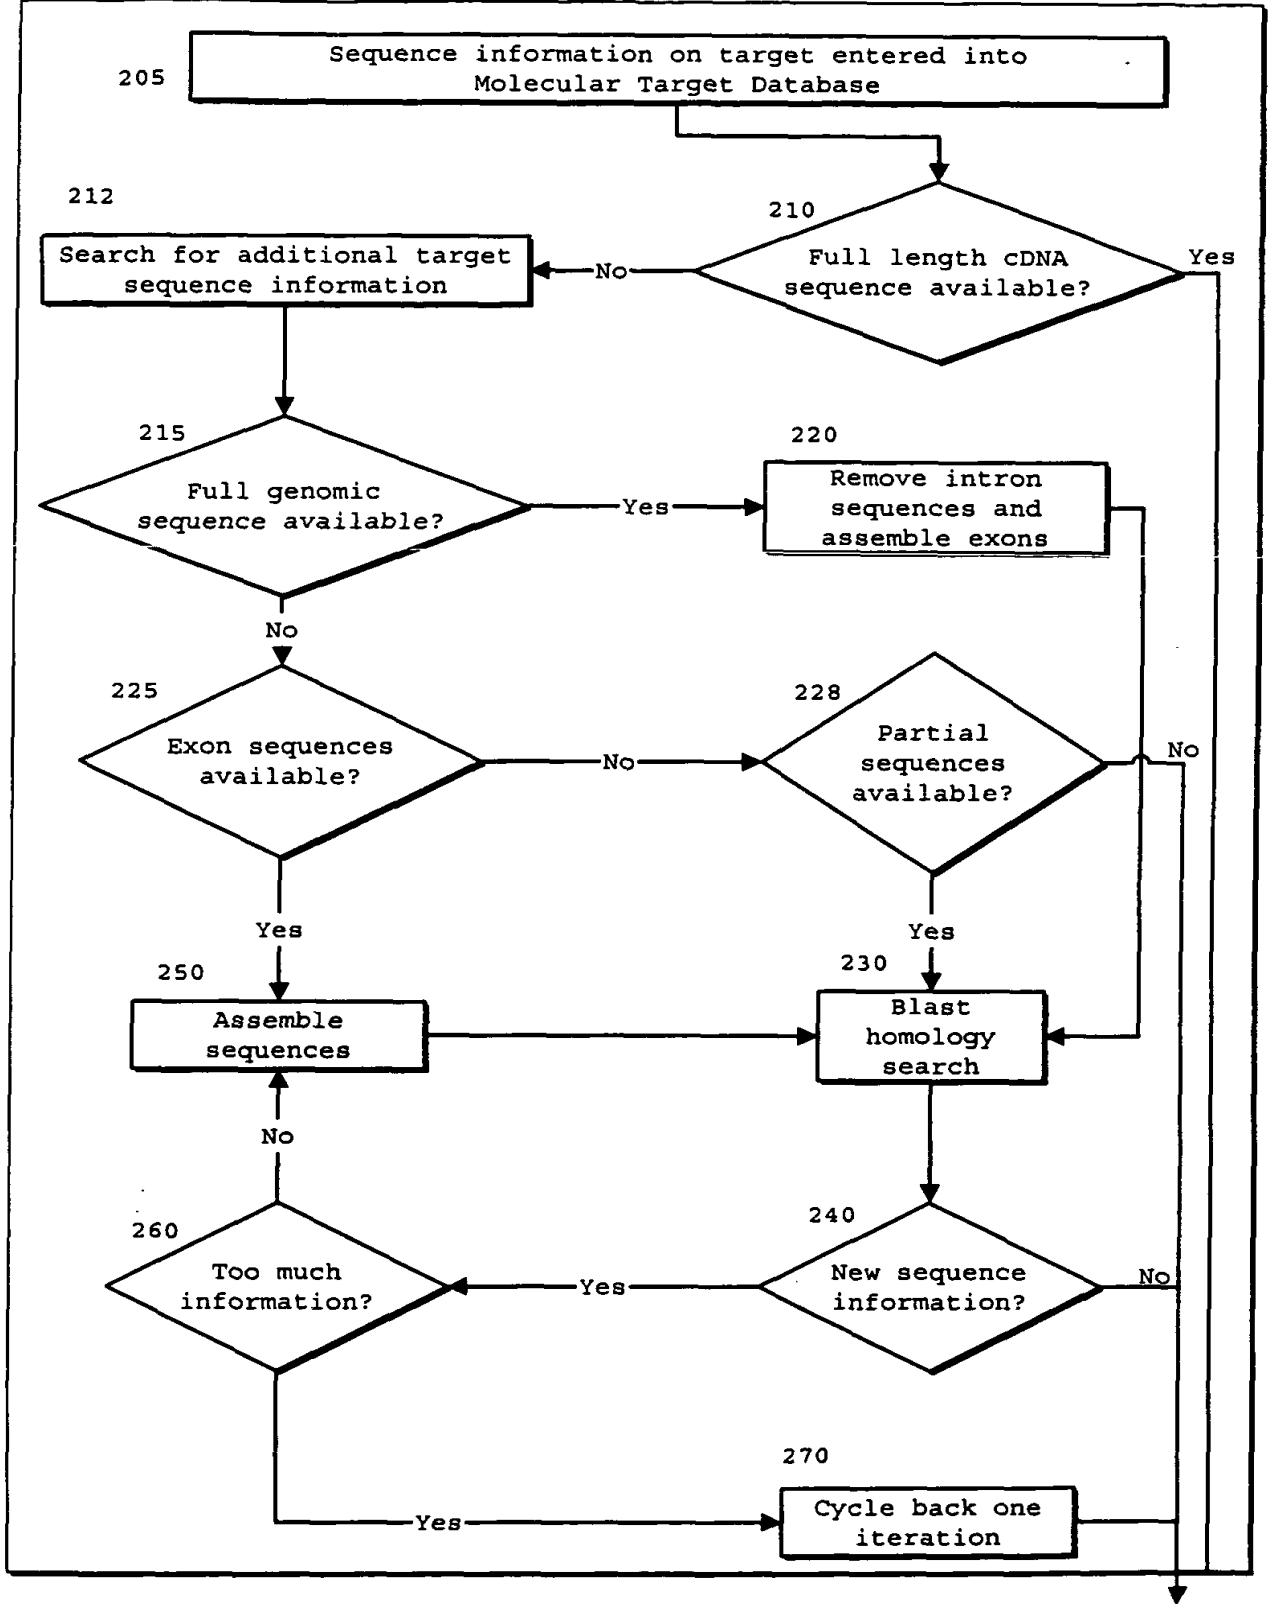 Sequence information on target entered into
Molecular Target Database
205
212
210
Search for additional target
sequence information
No
Full length cDNA
sequence available?
Yes
215
220
Full genomic
sequence available?
Yes
Remove intron
sequences and
assemble exons
No
225
228
Exon sequences
available?
No
Partial
sequences
available?
No
Yes
Yes
250
230
Assemble
sequences
Blast
homology
search
No
260
240
Too much
information?
Yes
New sequence
information?
No
270
Yes
Cycle back one
iteration